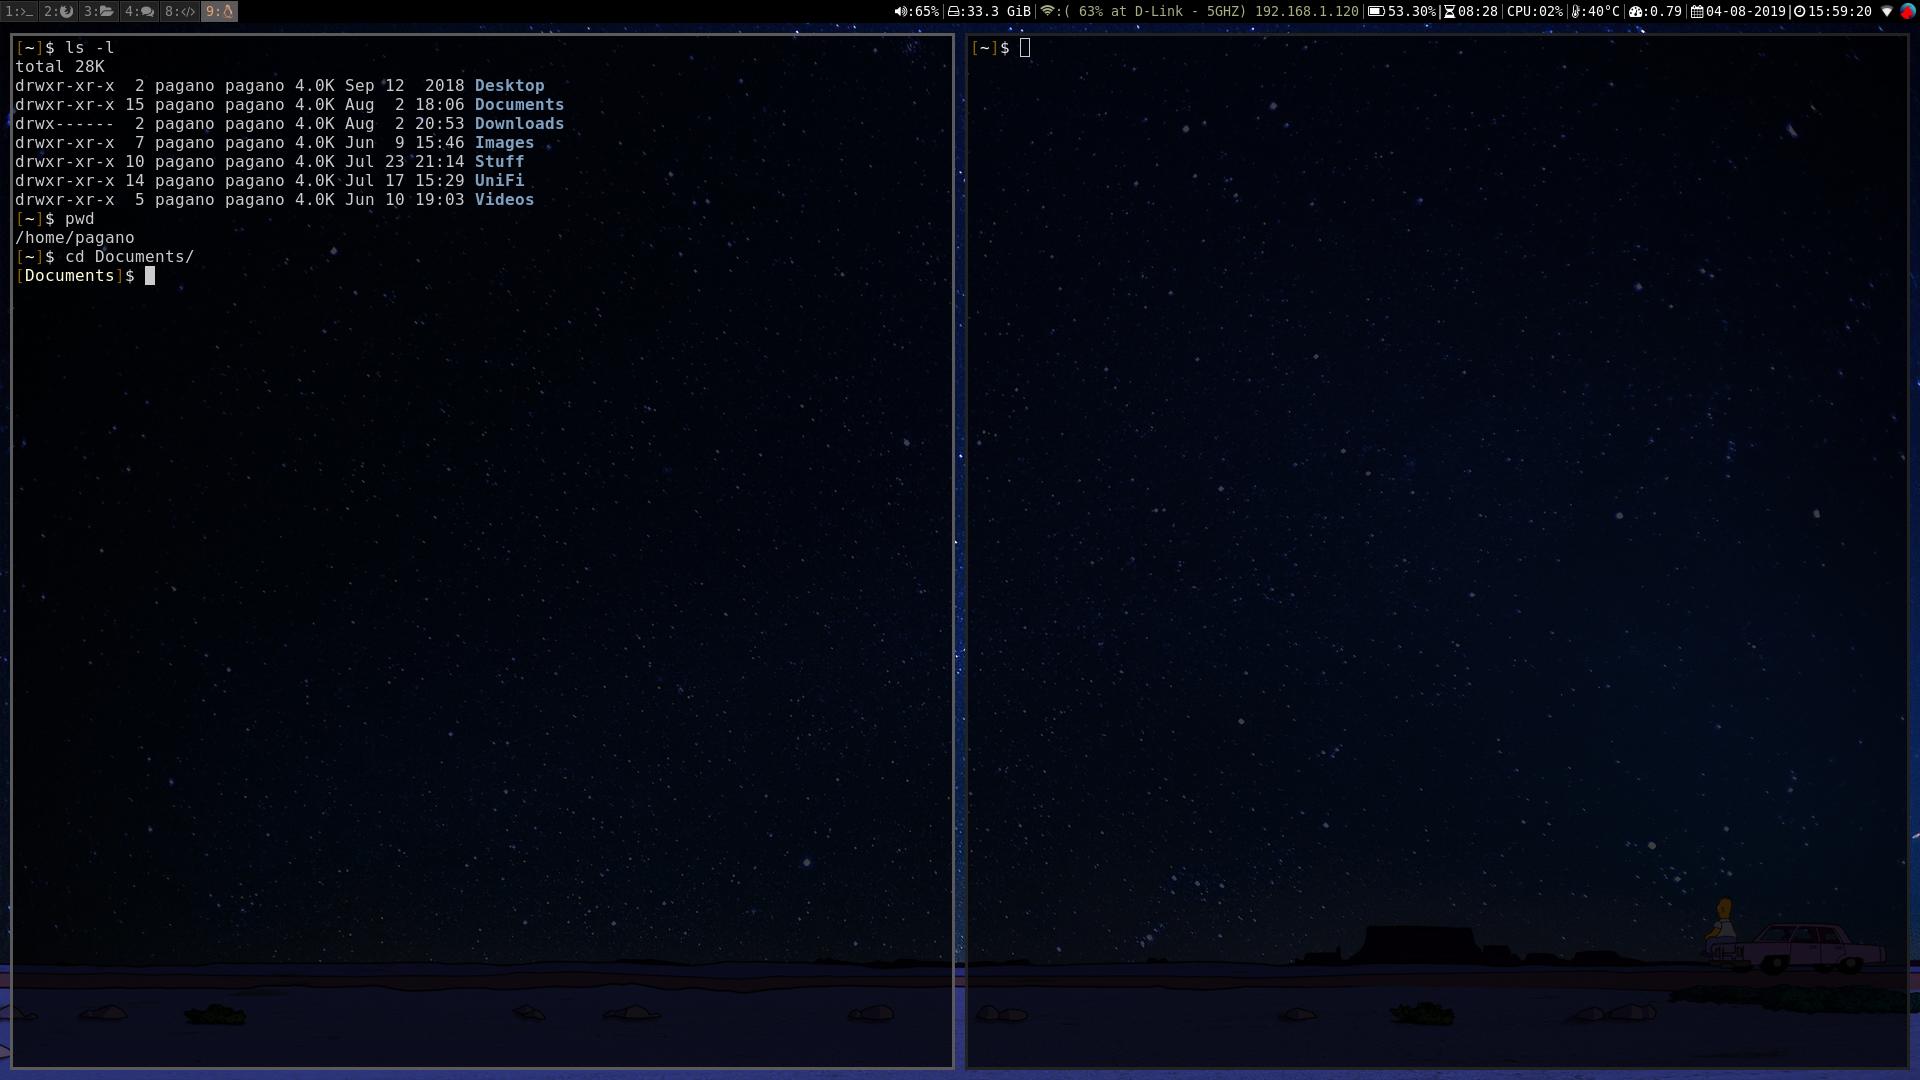 1:>_ 2: 3: 4: 8:</> 9: :65%|:33.3 GiB|:( 63% at D-Link - 5GHZ) 192.168.1.120|:53.30%|:08:28|CPU:02%|:40°C|:0.79|:04-08-2019|:15:59:20
[~]$ ls -l
total 28K
drwxr-xr-x  2 pagano pagano 4.0K Sep 12  2018 Desktop
drwxr-xr-x 15 pagano pagano 4.0K Aug  2 18:06 Documents
drwx------  2 pagano pagano 4.0K Aug  2 20:53 Downloads
drwxr-xr-x  7 pagano pagano 4.0K Jun  9 15:46 Images
drwxr-xr-x 10 pagano pagano 4.0K Jul 23 21:14 Stuff
drwxr-xr-x 14 pagano pagano 4.0K Jul 17 15:29 UniFi
drwxr-xr-x  5 pagano pagano 4.0K Jun 10 19:03 Videos
[~]$ pwd
/home/pagano
[~]$ cd Documents/
[Documents]$
[~]$